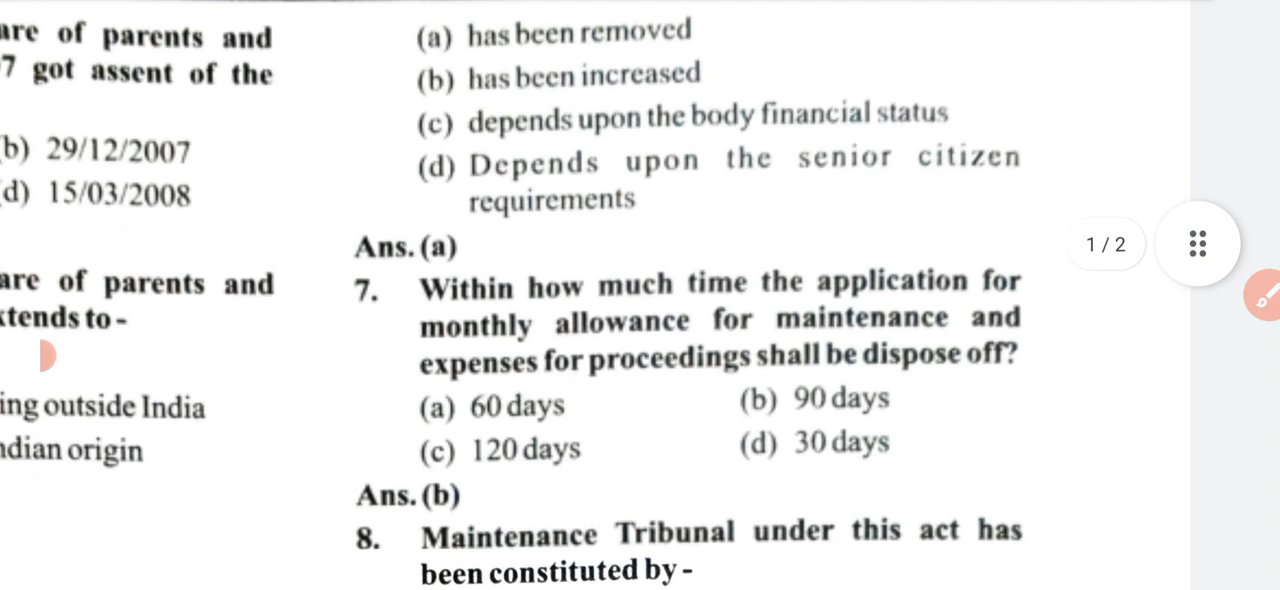 are of parents and
7 got assent of the
b) 29/12/2007
d) 15/03/2008
are of parents and
tends to -
ing outside India
dian origin
(a) has been removed
(b) has been increased
(c) depends upon the body financial status
(d) Depends upon the senior citizen
requirements
Ans. (a)
7. Within how much time the application for
monthly allowance for maintenance and
expenses for proceedings shall be dispose off?
(a) 60 days (b) 90 days
(c) 120 days (d) 30 days
Ans. (b)
8. Maintenance Tribunal under this act has
been constituted by -
1 / 2